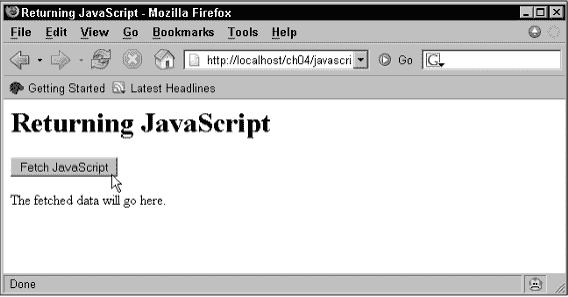 Returning JavaScript - Mozilla Firefox
File Edit View Go Bookmarks Tools Help
http://localhost/ch04/javascri Go G
Getting Started Latest Headlines
Returning JavaScript
Fetch JavaScript
The fetched data will go here.
Done